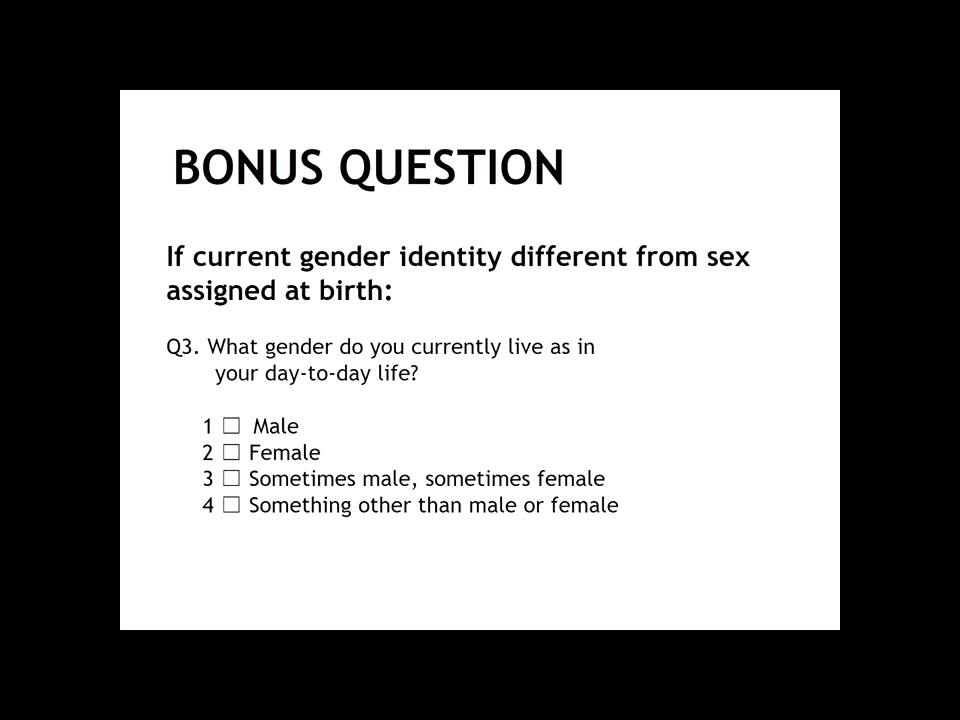 BONUS QUESTION
If current gender identity different from sex
assigned at birth:
Q3. What gender do you currently live as in
your day-to-day life?
1 ☐ Male
2 ☐ Female
3 ☐ Sometimes male, sometimes female
4 ☐ Something other than male or female